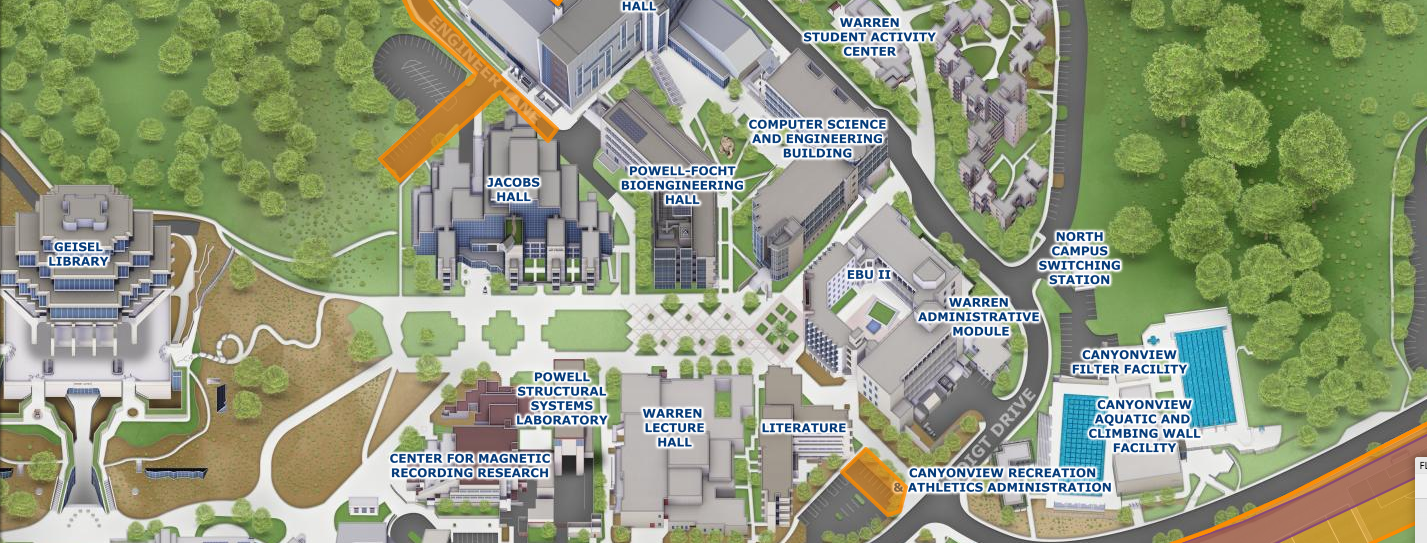 HALL
WARREN
STUDENT ACTIVITY
CENTER
ENGINEER LANE
COMPUTER SCIENCE
AND ENGINEERING
BUILDING
JACOBS
HALL
POWELL-FOCHT
BIOENGINEERING
HALL
GEISEL
LIBRARY
NORTH
CAMPUS
SWITCHING
STATION
EBU II
WARREN
ADMINISTRATIVE
MODULE
CANYONVIEW
FILTER FACILITY
POWELL
STRUCTURAL
SYSTEMS
LABORATORY
WARREN
LECTURE
HALL
LITERATURE
CANYONVIEW
AQUATIC AND
CLIMBING WALL
FACILITY
CENTER FOR MAGNETIC
RECORDING RESEARCH
DRIVE
CANYONVIEW RECREATION
& ATHLETICS ADMINISTRATION